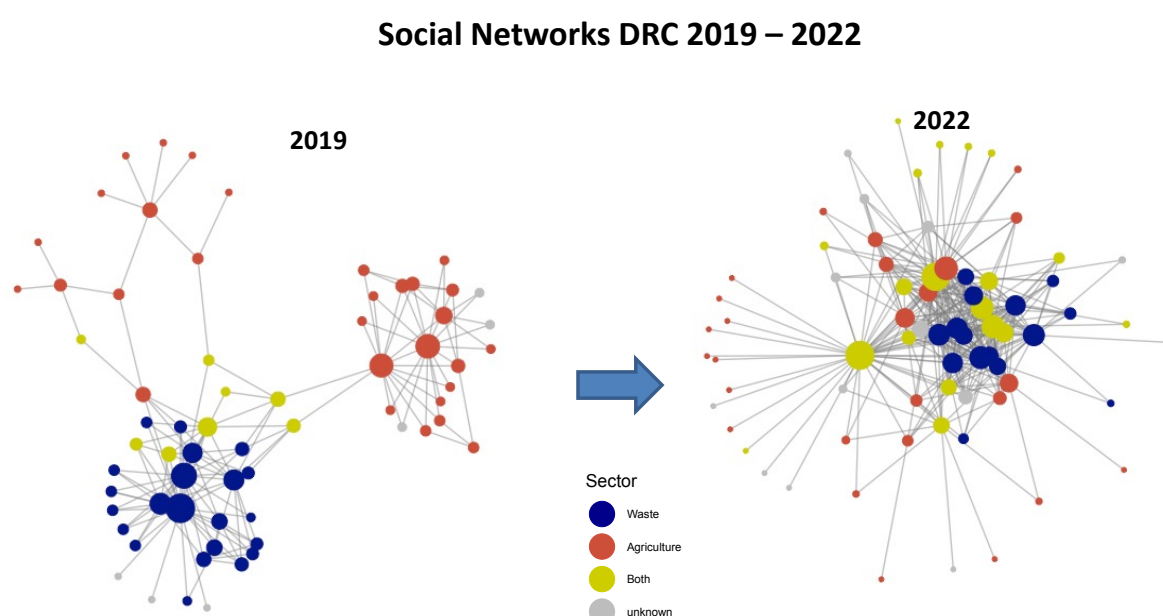 Social Networks DRC 2019 – 2022
2019
2022
Sector
Waste
Agriculture
Both
unknown